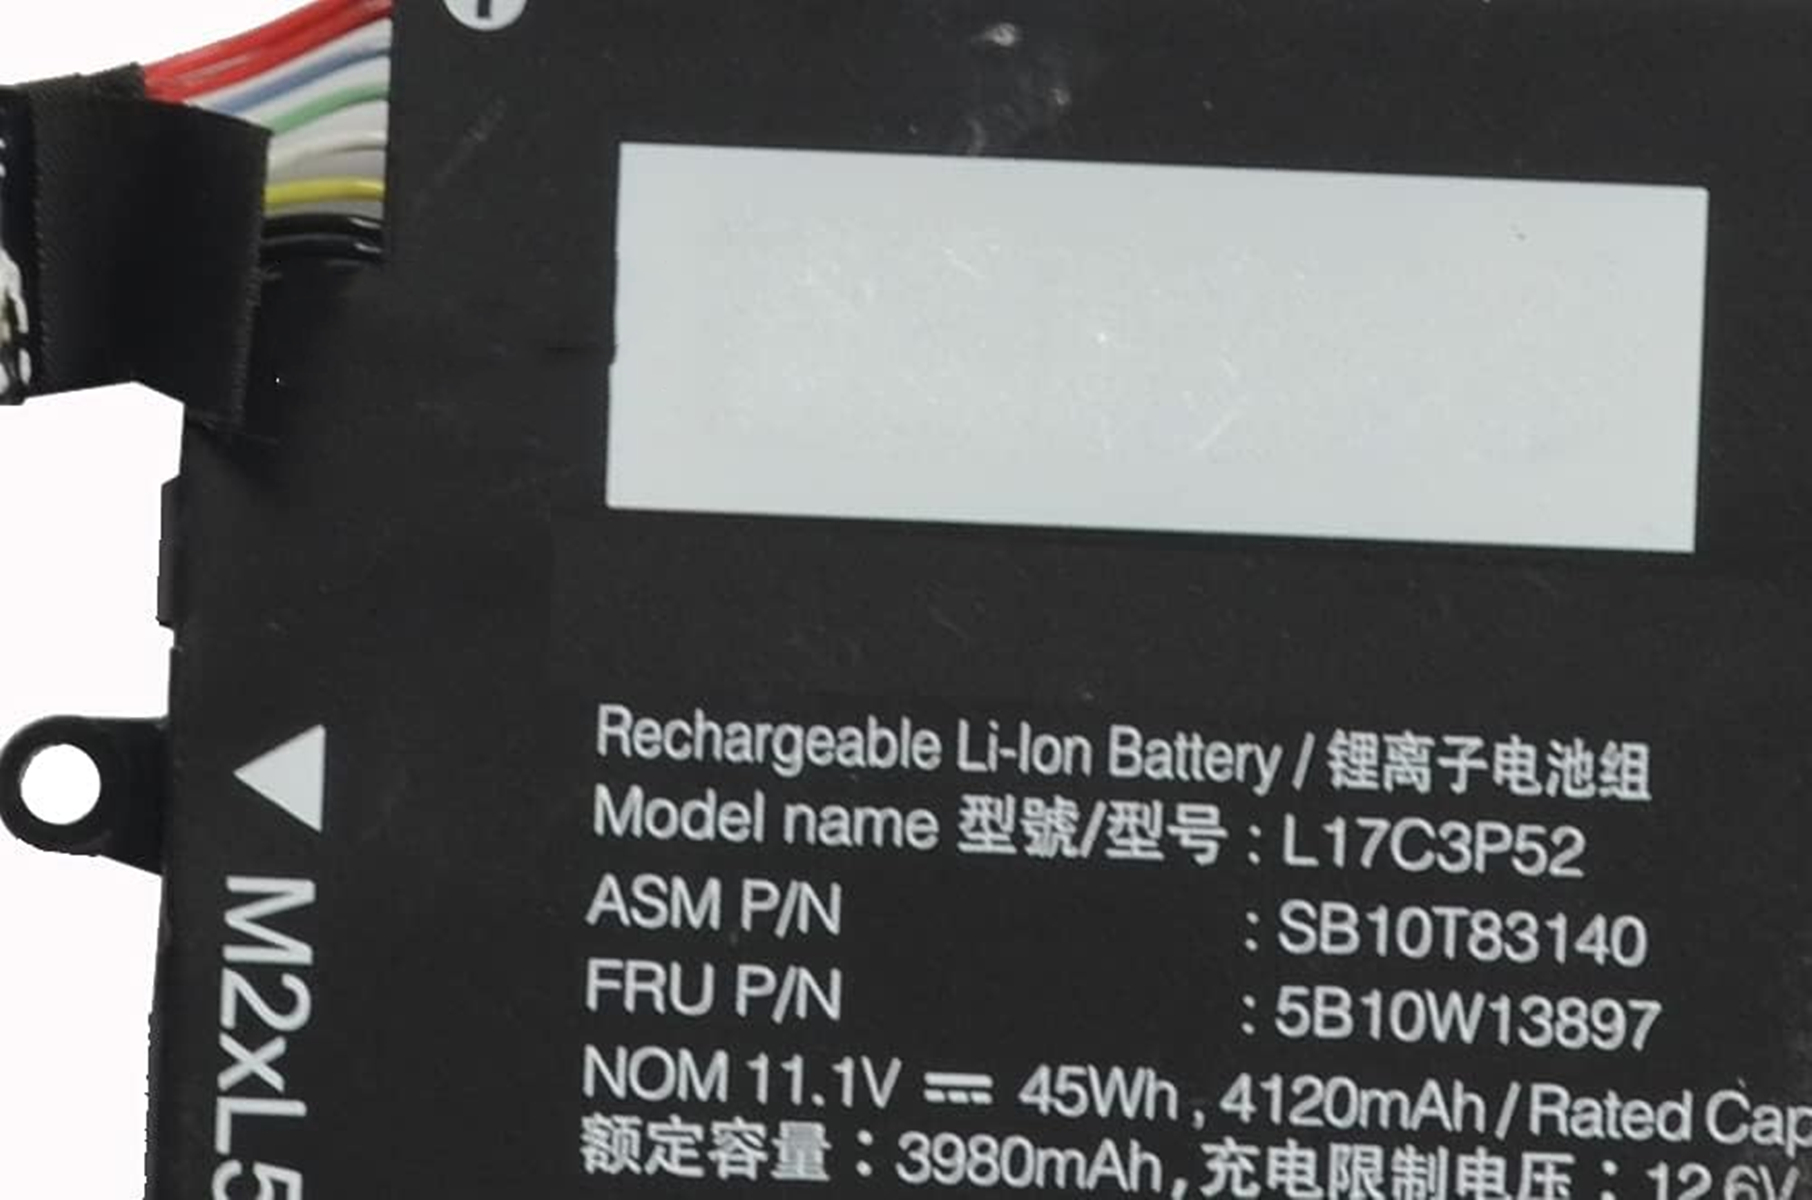 Rechargeable Li-Ion Battery / 锂离子电池组
Model name 型號/型号 : L17C3P52
ASM P/N : SB10T83140
FRU P/N : 5B10W13897
NOM 11.1V ⎓ 45Wh , 4120mAh / Rated Cap
额定容量：3980mAh, 充电限制电压：12.6V
M2xL5